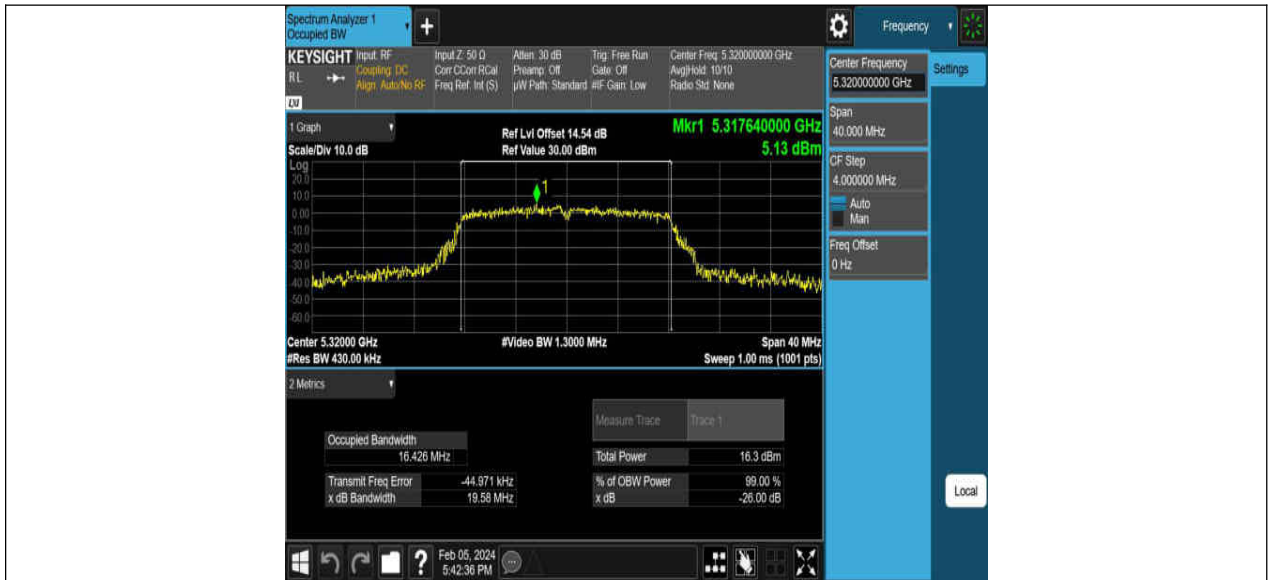 Spectrum Analyzer 1
Occupied BW
+
Frequency
KEYSIGHT
RL
LXI
Input: RF
Coupling: DC
Align: Auto/No RF
Input Z: 50 Ω
Corr CCorr RCal
Freq Ref: Int (S)
Atten: 30 dB
Preamp: Off
µW Path: Standard
Trig: Free Run
Gate: Off
#IF Gain: Low
Center Freq: 5.320000000 GHz
Avg|Hold: 10/10
Radio Std: None
Center Frequency
5.320000000 GHz
Settings
Span
40.000 MHz
CF Step
4.000000 MHz
Auto
Man
Freq Offset
0 Hz
Local
1 Graph
Scale/Div 10.0 dB
Ref Lvl Offset 14.54 dB
Ref Value 30.00 dBm
Mkr1 5.317640000 GHz
5.13 dBm
Log
20.0
10.0
0.00
-10.0
-20.0
-30.0
-40.0
-50.0
-60.0
1
Center 5.32000 GHz
#Video BW 1.3000 MHz
Span 40 MHz
#Res BW 430.00 kHz
Sweep 1.00 ms (1001 pts)
2 Metrics
Measure Trace Trace 1
Occupied Bandwidth
16.426 MHz
Total Power 16.3 dBm
Transmit Freq Error -44.971 kHz
% of OBW Power 99.00 %
x dB Bandwidth 19.58 MHz
x dB -26.00 dB
?
Feb 05, 2024
5:42:36 PM